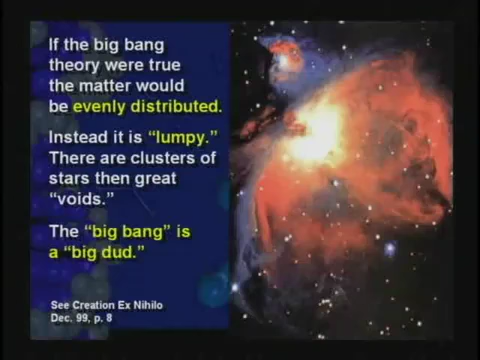 If the big bang
theory were true
the matter would
be evenly distributed.
Instead it is “lumpy.”
There are clusters of
stars then great
“voids.”
The “big bang” is
a “big dud.”
See Creation Ex Nihilo
Dec. 99, p. 8